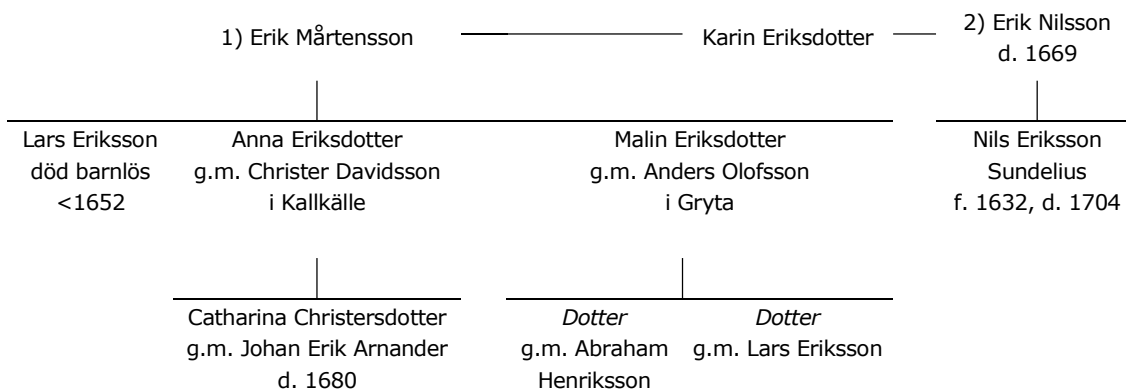 1) Erik Mårtensson
Karin Eriksdotter
2) Erik Nilsson
d. 1669
Lars Eriksson
död barnlös
<1652
Anna Eriksdotter
g.m. Christer Davidsson
i Kallkälle
Malin Eriksdotter
g.m. Anders Olofsson
i Gryta
Nils Eriksson
Sundelius
f. 1632, d. 1704
Catharina Christersdotter
g.m. Johan Erik Arnander
d. 1680
Dotter
g.m. Abraham
Henriksson
Dotter
g.m. Lars Eriksson